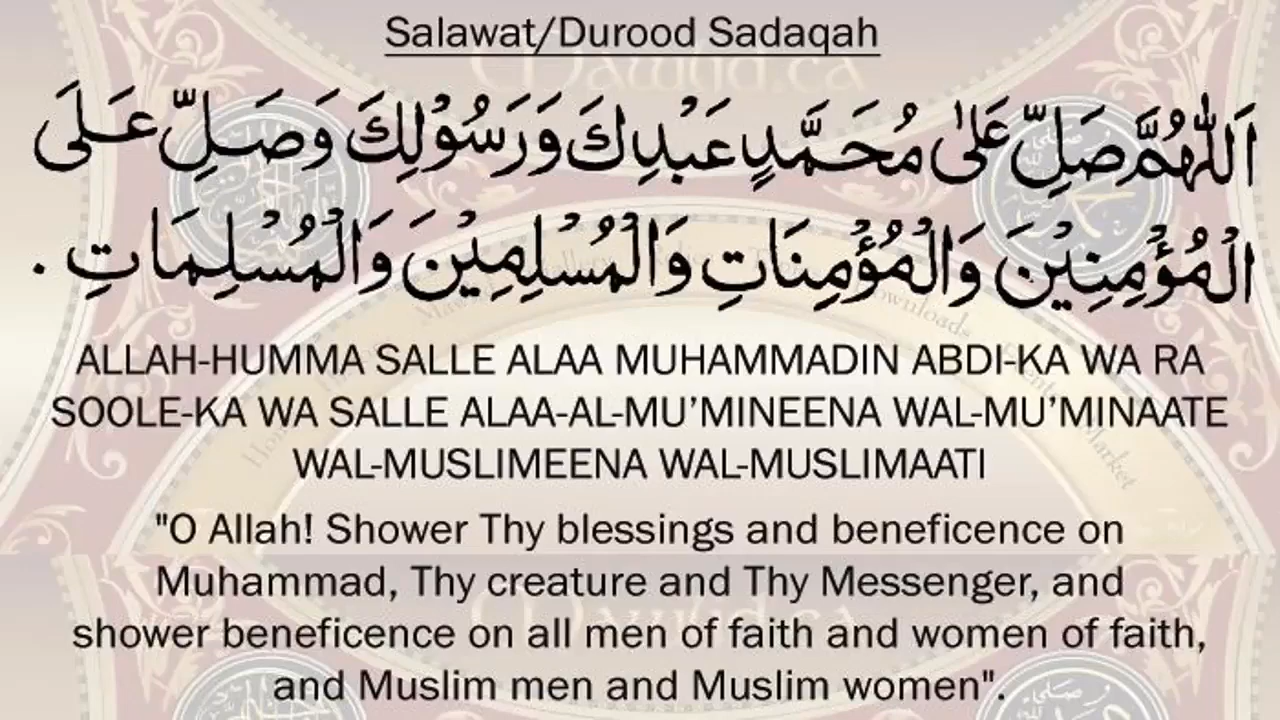 Salawat/Durood Sadaqah
اَللّٰهُمَّ صَلِّ عَلٰى مُحَمَّدٍ عَبْدِكَ وَرَسُوْلِكَ وَصَلِّ عَلَى
الْمُؤْمِنِيْنَ وَالْمُؤْمِنَاتِ وَالْمُسْلِمِيْنَ وَالْمُسْلِمَاتِ .
ALLAH-HUMMA SALLE ALAA MUHAMMADIN ABDI-KA WA RA
SOOLE-KA WA SALLE ALAA-AL-MU’MINEENA WAL-MU’MINAATE
WAL-MUSLIMEENA WAL-MUSLIMAATI
"O Allah! Shower Thy blessings and beneficence on
Muhammad, Thy creature and Thy Messenger, and
shower beneficence on all men of faith and women of faith,
and Muslim men and Muslim women".